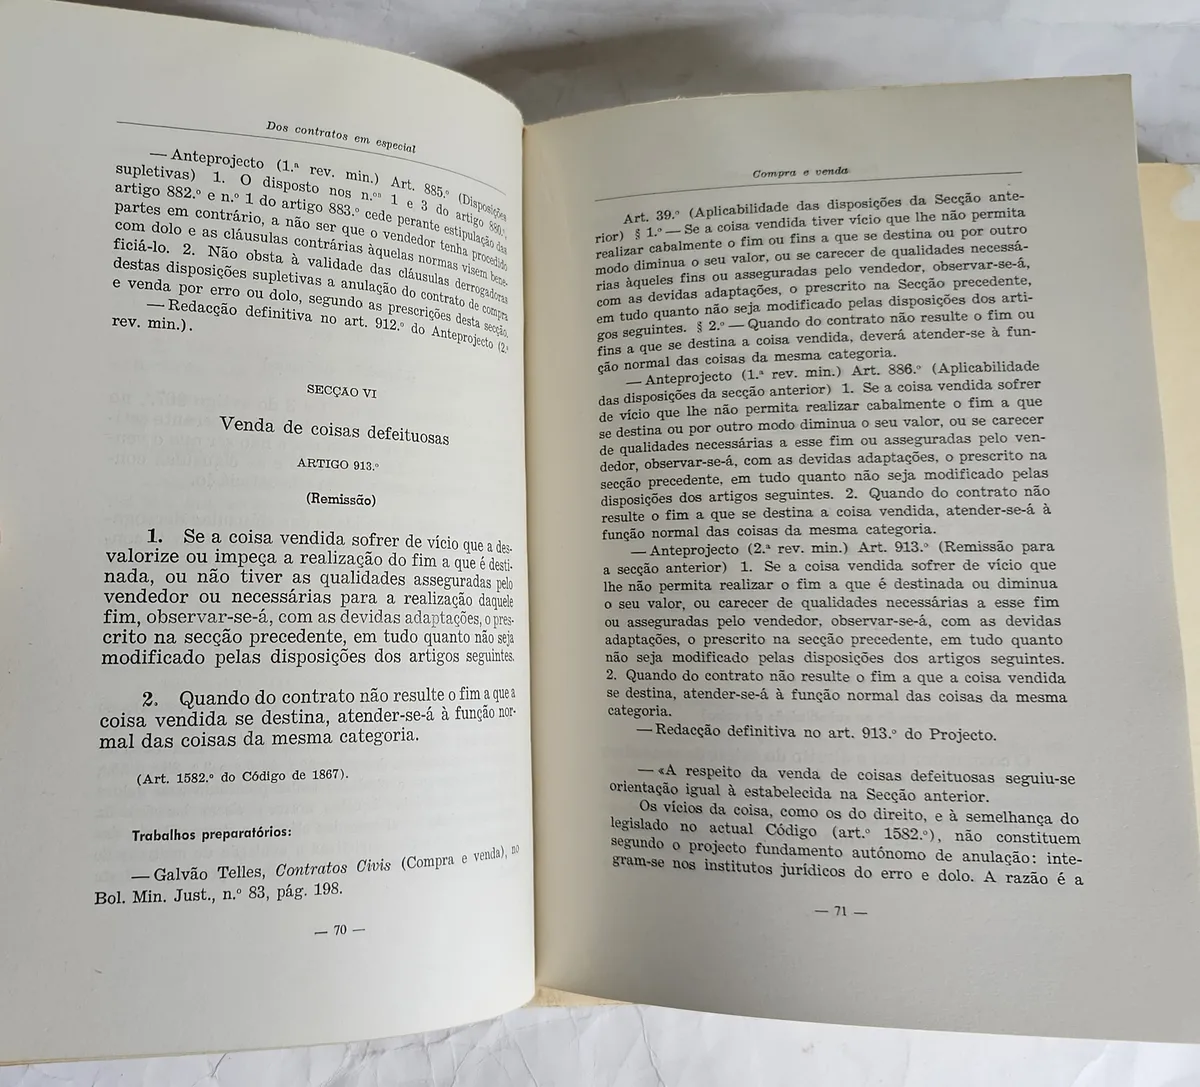 Dos contratos em especial
— Anteprojecto (1.ª rev. min.) Art. 885.º (Disposições
supletivas) 1. O disposto nos n.ºs 1 e 3 do artigo 880.º,
artigo 882.º e n.º 1 do artigo 883.º cede perante estipulação das
partes em contrário, a não ser que o vendedor tenha procedido
com dolo e as cláusulas contrárias àquelas normas visem bene-
ficiá-lo. 2. Não obsta à validade das cláusulas derrogadoras
destas disposições supletivas a anulação do contrato de compra
e venda por erro ou dolo, segundo as prescrições desta secção.
— Redacção definitiva no art. 912.º do Anteprojecto (2.ª
rev. min.).
SECÇÃO VI
Venda de coisas defeituosas
ARTIGO 913.º
(Remissão)
1. Se a coisa vendida sofrer de vício que a des-
valorize ou impeça a realização do fim a que é desti-
nada, ou não tiver as qualidades asseguradas pelo
vendedor ou necessárias para a realização daquele
fim, observar-se-á, com as devidas adaptações, o pres-
crito na secção precedente, em tudo quanto não seja
modificado pelas disposições dos artigos seguintes.
2. Quando do contrato não resulte o fim a que a
coisa vendida se destina, atender-se-á à função nor-
mal das coisas da mesma categoria.
(Art. 1582.º do Código de 1867).
Trabalhos preparatórios:
— Galvão Telles, Contratos Civis (Compra e venda), no
Bol. Min. Just., n.º 83, pág. 198.
— 70 —
Compra e venda
Art. 39.º (Aplicabilidade das disposições da Secção ante-
rior) § 1.º — Se a coisa vendida tiver vício que lhe não permita
realizar cabalmente o fim ou fins a que se destina ou por outro
modo diminua o seu valor, ou se carecer de qualidades necessá-
rias àqueles fins ou asseguradas pelo vendedor, observar-se-á,
com as devidas adaptações, o prescrito na Secção precedente,
em tudo quanto não seja modificado pelas disposições dos arti-
gos seguintes. § 2.º — Quando do contrato não resulte o fim ou
fins a que se destina a coisa vendida, deverá atender-se à fun-
ção normal das coisas da mesma categoria.
— Anteprojecto (1.ª rev. min.) Art. 886.º (Aplicabilidade
das disposições da secção anterior) 1. Se a coisa vendida sofrer
de vício que lhe não permita realizar cabalmente o fim a que
se destina ou por outro modo diminua o seu valor, ou se carecer
de qualidades necessárias a esse fim ou asseguradas pelo ven-
dedor, observar-se-á, com as devidas adaptações, o prescrito na
secção precedente, em tudo quanto não seja modificado pelas
disposições dos artigos seguintes. 2. Quando do contrato não
resulte o fim a que se destina a coisa vendida, atender-se-á à
função normal das coisas da mesma categoria.
— Anteprojecto (2.ª rev. min.) Art. 913.º (Remissão para
a secção anterior) 1. Se a coisa vendida sofrer de vício que
lhe não permita realizar o fim a que é destinada ou diminua
o seu valor, ou carecer de qualidades necessárias a esse fim
ou asseguradas pelo vendedor, observar-se-á, com as devidas
adaptações, o prescrito na secção precedente, em tudo quanto
não seja modificado pelas disposições dos artigos seguintes.
2. Quando do contrato não resulte o fim a que a coisa vendida
se destina, atender-se-á à função normal das coisas da mesma
categoria.
— Redacção definitiva no art. 913.º do Projecto.
— «A respeito da venda de coisas defeituosas seguiu-se
orientação igual à estabelecida na Secção anterior.
Os vícios da coisa, como os do direito, e à semelhança do
legislado no actual Código (art.º 1582.º), não constituem
segundo o projecto fundamento autónomo de anulação: inte-
gram-se nos institutos jurídicos do erro e dolo. A razão é a
— 71 —